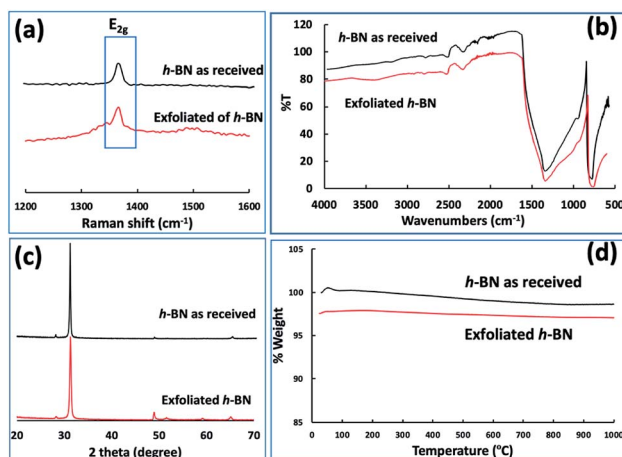 (a)
E2g
h-BN as received
Exfoliated of h-BN
1200 1300 1400 1500 1600
Raman shift (cm-1)
(b)
h-BN as received
Exfoliated h-BN
%T
120
100
80
60
40
20
0
4000 3500 3000 2500 2000 1500 1000 500
Wavenumbers (cm-1)
(c)
h-BN as received
Exfoliated h-BN
20 30 40 50 60 70
2 theta (degree)
(d)
h-BN as received
Exfoliated h-BN
% Weight
105
100
95
90
85
0 100 200 300 400 500 600 700 800 900 1000
Temperature (°C)